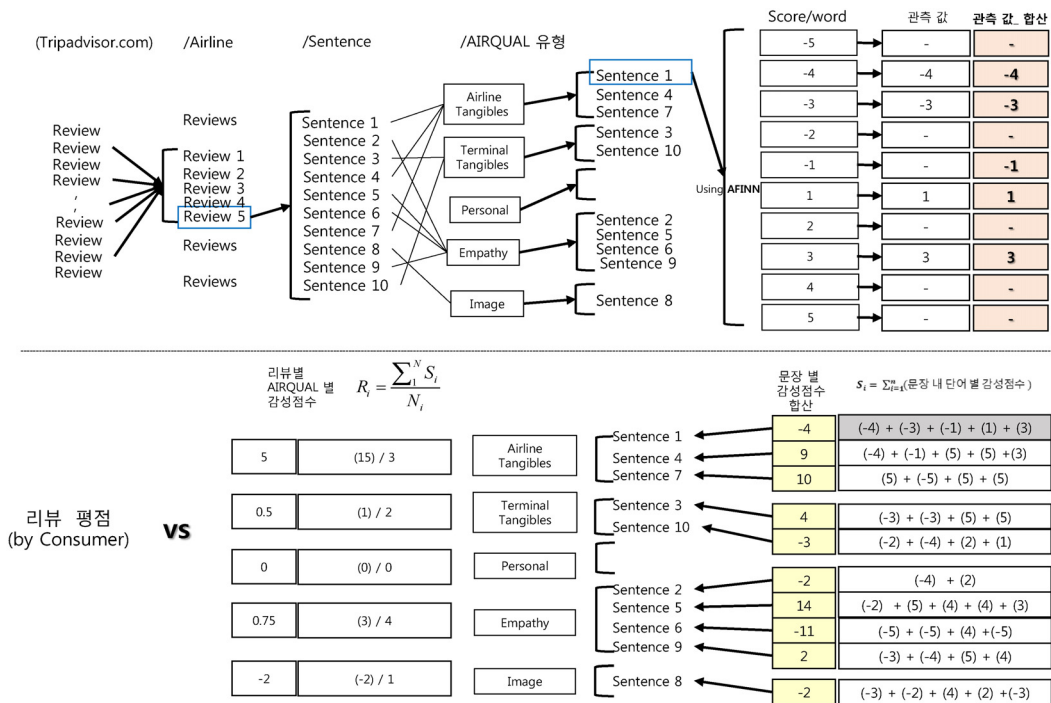 (Tripadvisor.com)
/Airline
/Sentence
/AIRQUAL 유형
Score/word
관측 값
관측 값_ 합산
Review
Review
Review
Review
,
,
Review
Review
Review
Review
Reviews
Review 1
Review 2
Review 3
Review 4
Review 5
Reviews
Reviews
Sentence 1
Sentence 2
Sentence 3
Sentence 4
Sentence 5
Sentence 6
Sentence 7
Sentence 8
Sentence 9
Sentence 10
Airline
Tangibles
Terminal
Tangibles
Personal
Empathy
Image
Sentence 1
Sentence 4
Sentence 7
Sentence 3
Sentence 10
Sentence 2
Sentence 5
Sentence 6
Sentence 9
Sentence 8
Using AFINN
-5 - -
-4 -4 -4
-3 -3 -3
-2 - -
-1 - -1
1 1 1
2 - -
3 3 3
4 - -
5 - -
리뷰별
AIRQUAL 별
감성점수
R_i = ∑_1^N S_i / N_i
문장 별
감성점수
합산
S_i = ∑_{i=1}^n(문장 내 단어 별 감성점수 )
리뷰 평점
(by Consumer)
VS
5 (15) / 3
0.5 (1) / 2
0 (0) / 0
0.75 (3) / 4
-2 (-2) / 1
Airline
Tangibles
Terminal
Tangibles
Personal
Empathy
Image
Sentence 1
Sentence 4
Sentence 7
Sentence 3
Sentence 10
Sentence 2
Sentence 5
Sentence 6
Sentence 9
Sentence 8
-4 (-4) + (-3) + (-1) + (1) + (3)
9 (-4) + (-1) + (5) + (5) +(3)
10 (5) + (-5) + (5) + (5)
4 (-3) + (-3) + (5) + (5)
-3 (-2) + (-4) + (2) + (1)
-2 (-4) + (2)
14 (-2) + (5) + (4) + (4) + (3)
-11 (-5) + (-5) + (4) +(-5)
2 (-3) + (-4) + (5) + (4)
-2 (-3) + (-2) + (4) + (2) +(-3)